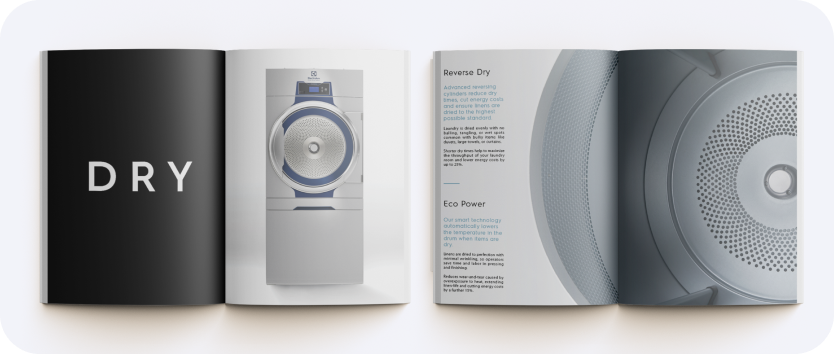 DRY
Reverse Dry
Advanced reversing
cylinders reduce dry
times, cut energy costs
and ensure linens are
dried to the highest
possible standard
Laundry is dried evenly with no
balling, tangling, or wet spots
common with bulky items like
duvets, large towels, or curtains.
Shorter dry times help to maximise
the throughput of your laundry
room and lower energy costs by
up to
Eco Power
Our smart technology
automatically lowers
the temperature in the
drum when items are
dry
Linens are dried to perfection with
minimal wrinkling, so operators
save time and labor in pressing
and finishing.
Reduces wear-and-tear caused by
overexposure to heat, extending
linen life and cutting energy costs
by a further